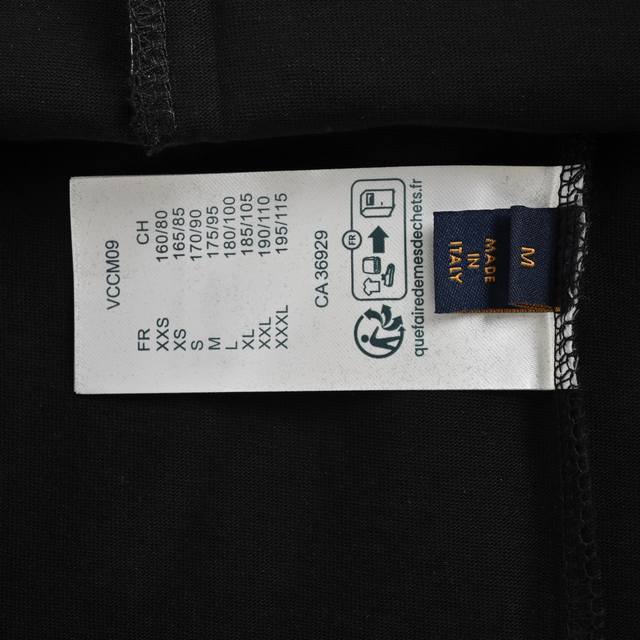 VCCM09
FR CH
XXS 160/80
XS 165/85
S 170/90
M 175/95
L 180/100
XL 185/105
XXL 190/110
XXXL 195/115
CA 36929
FR
quefairedemesdechets.fr
M
MADE
IN
ITALY